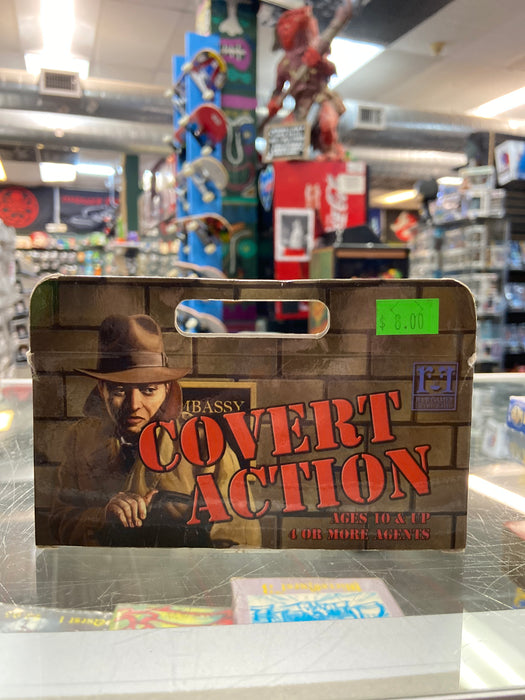 $ 8.00
MBASSY
COVERT
ACTION
AGES 10 & UP
4 OR MORE AGENTS